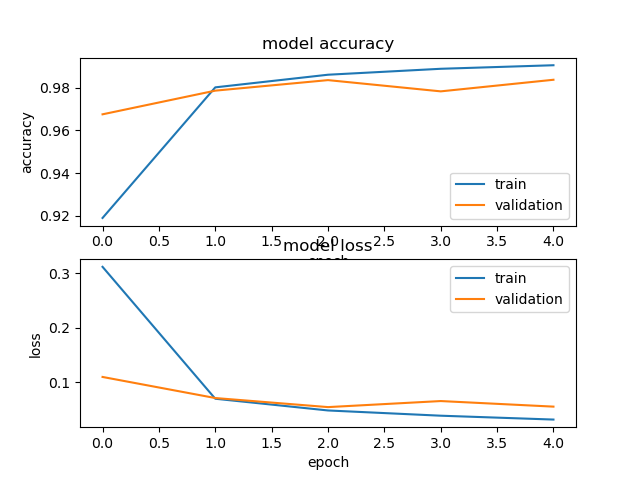 model accuracy
0.98
0.96
0.94
0.92
accuracy
train
validation
0.0 0.5 1.0 1.5 2.0 2.5 3.0 3.5 4.0
model loss
0.3
0.2
0.1
loss
train
validation
0.0 0.5 1.0 1.5 2.0 2.5 3.0 3.5 4.0
epoch